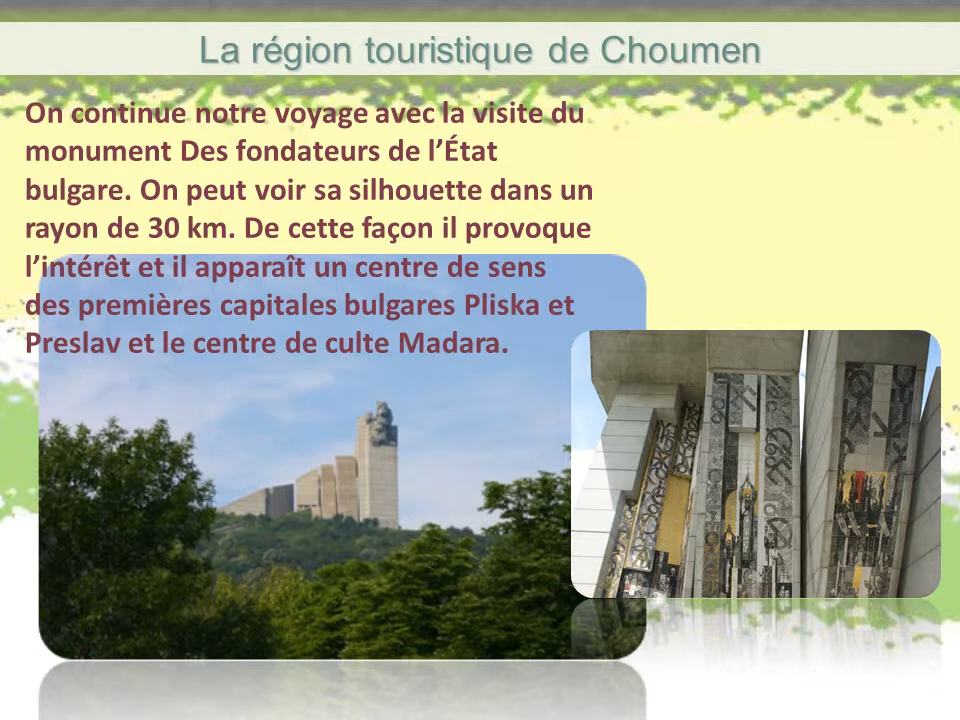 La région touristique de Choumen
On continue notre voyage avec la visite du
monument Des fondateurs de l’État
bulgare. On peut voir sa silhouette dans un
rayon de 30 km. De cette façon il provoque
l’intérêt et il apparaît un centre de sens
des premières capitales bulgares Pliska et
Preslav et le centre de culte Madara.